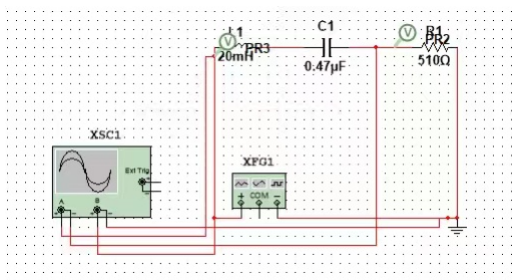 L1
C1
R1
V
V
PR3
PR2
20mH
0.47µF
510Ω
XSC1
Ext Trig
A
B
XFG1
COM